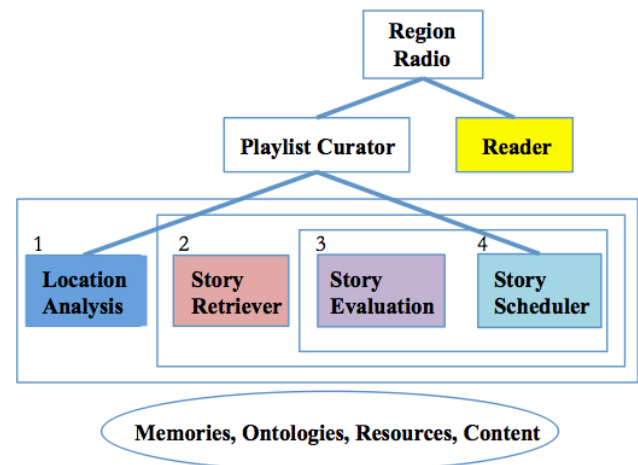 Region
Radio
Playlist Curator
Reader
1
2
3
4
Location
Analysis
Story
Retriever
Story
Evaluation
Story
Scheduler
Memories, Ontologies, Resources, Content